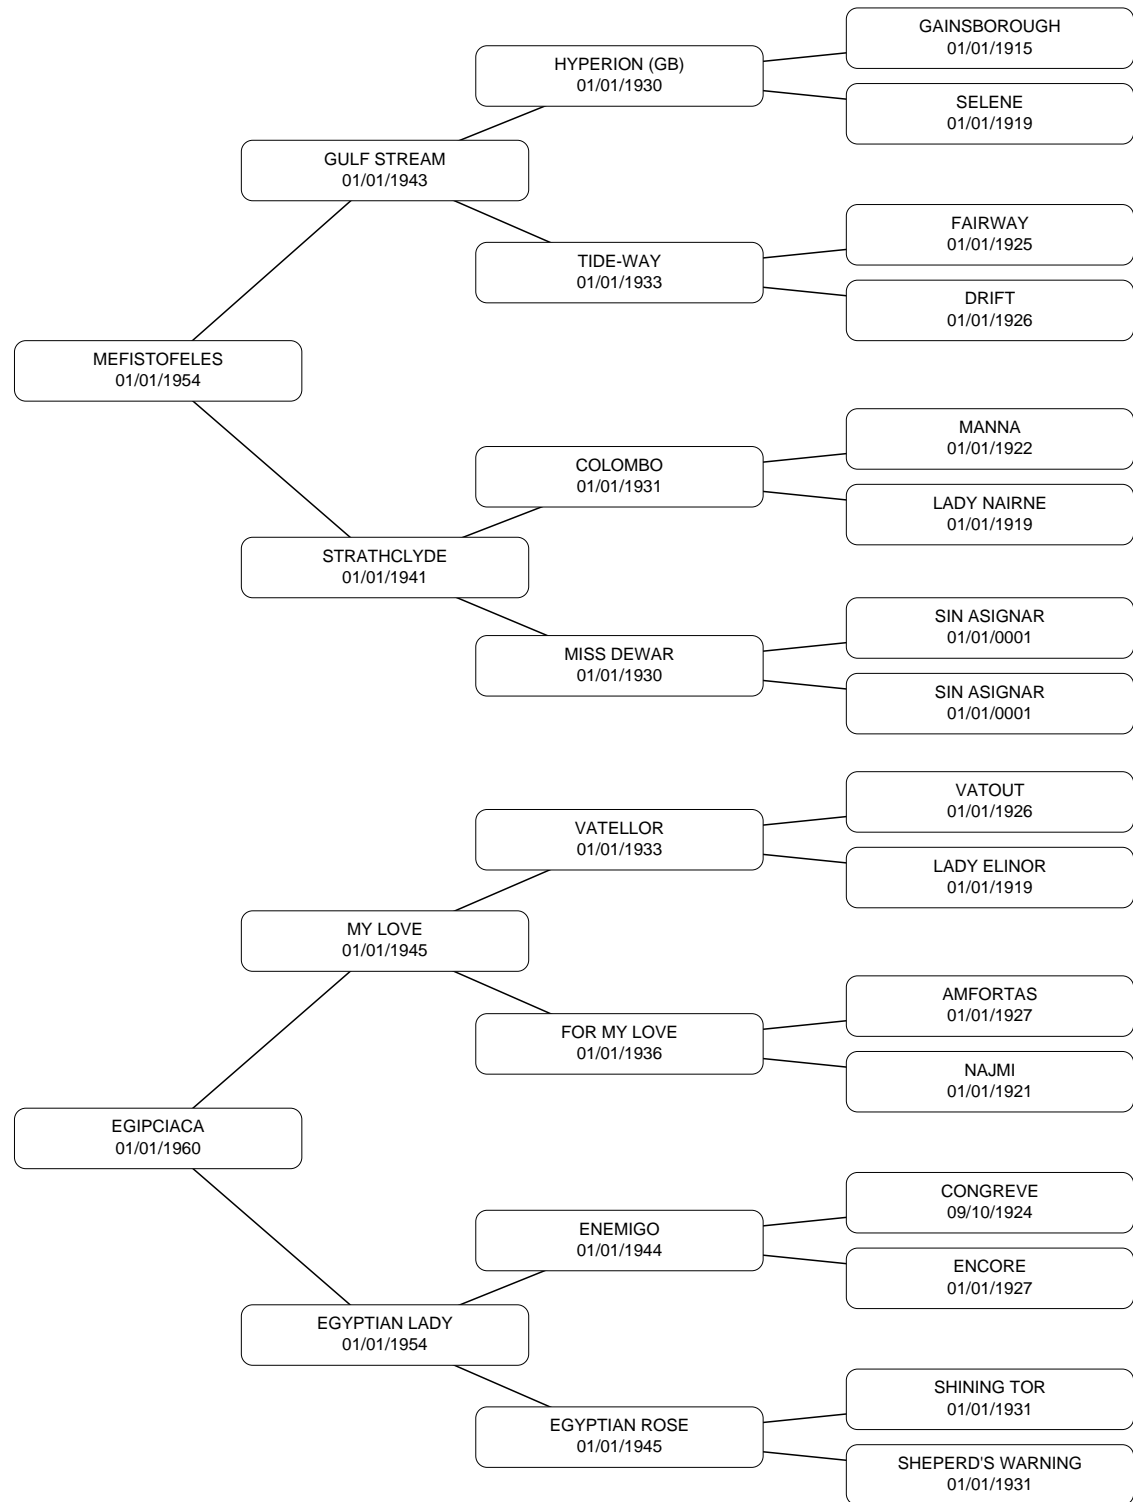 GAINSBOROUGH
01/01/1915
HYPERION (GB)
01/01/1930
SELENE
01/01/1919
GULF STREAM
01/01/1943
FAIRWAY
01/01/1925
TIDE-WAY
01/01/1933
DRIFT
01/01/1926
MEFISTOFELES
01/01/1954
MANNA
01/01/1922
COLOMBO
01/01/1931
LADY NAIRNE
01/01/1919
STRATHCLYDE
01/01/1941
SIN ASIGNAR
01/01/0001
MISS DEWAR
01/01/1930
SIN ASIGNAR
01/01/0001
VATOUT
01/01/1926
VATELLOR
01/01/1933
LADY ELINOR
01/01/1919
MY LOVE
01/01/1945
AMFORTAS
01/01/1927
FOR MY LOVE
01/01/1936
NAJMI
01/01/1921
EGIPCIACA
01/01/1960
CONGREVE
09/10/1924
ENEMIGO
01/01/1944
ENCORE
01/01/1927
EGYPTIAN LADY
01/01/1954
SHINING TOR
01/01/1931
EGYPTIAN ROSE
01/01/1945
SHEPERD'S WARNING
01/01/1931